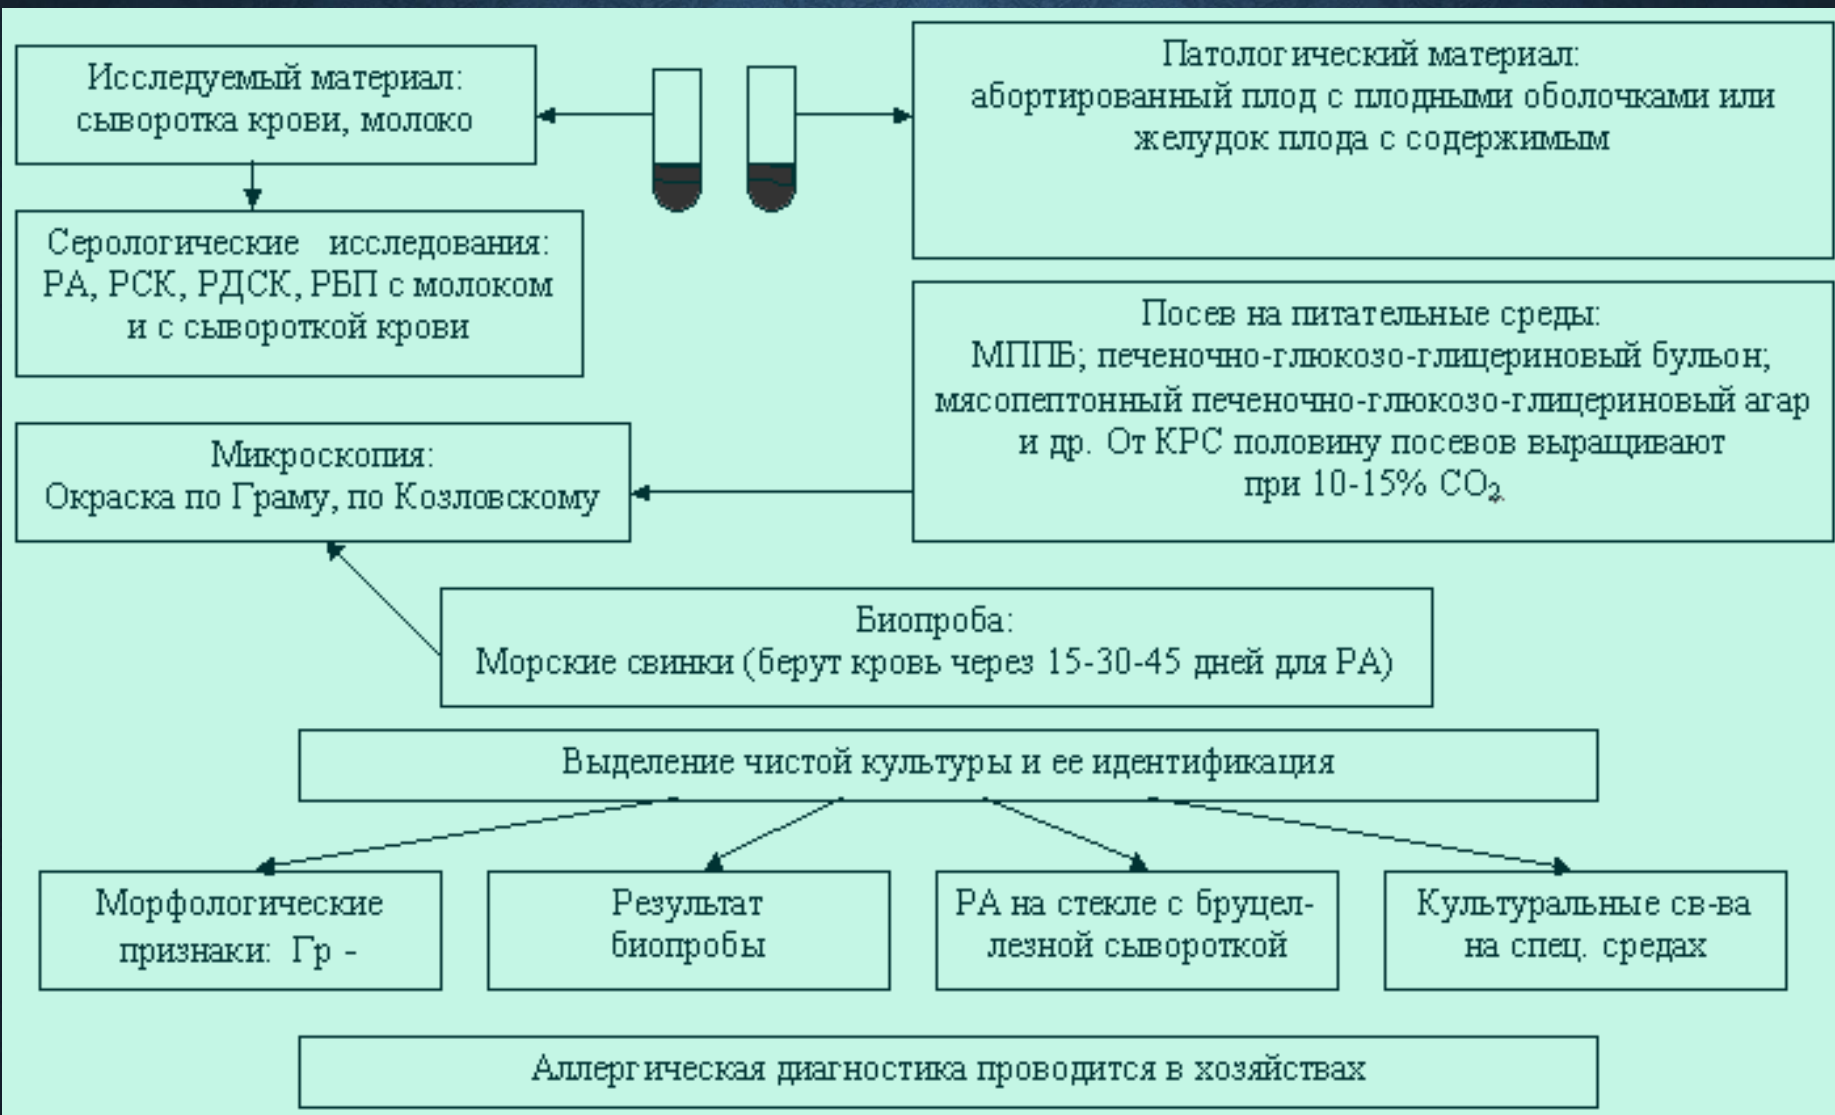 Исследуемый материал:
сыворотка крови, молоко
Патологический материал:
абортированный плод с плодными оболочками или
желудок плода с содержимым
Серологические исследования:
РА, РСК, РДСК, РБП с молоком
и с сывороткой крови
Посев на питательные среды:
МППБ; печеночно-глюкозо-глицериновый бульон;
мясопептонный печеночно-глюкозо-глицериновый агар
и др. От КРС половину посевов выращивают
при 10-15% CO₂
Микроскопия:
Окраска по Граму, по Козловскому
Биопроба:
Морские свинки (берут кровь через 15-30-45 дней для РА)
Выделение чистой культуры и ее идентификация
Морфологические
признаки: Гр -
Результат
биопробы
РА на стекле с бруцел-
лезной сывороткой
Культуральные св-ва
на спец. средах
Аллергическая диагностика проводится в хозяйствах